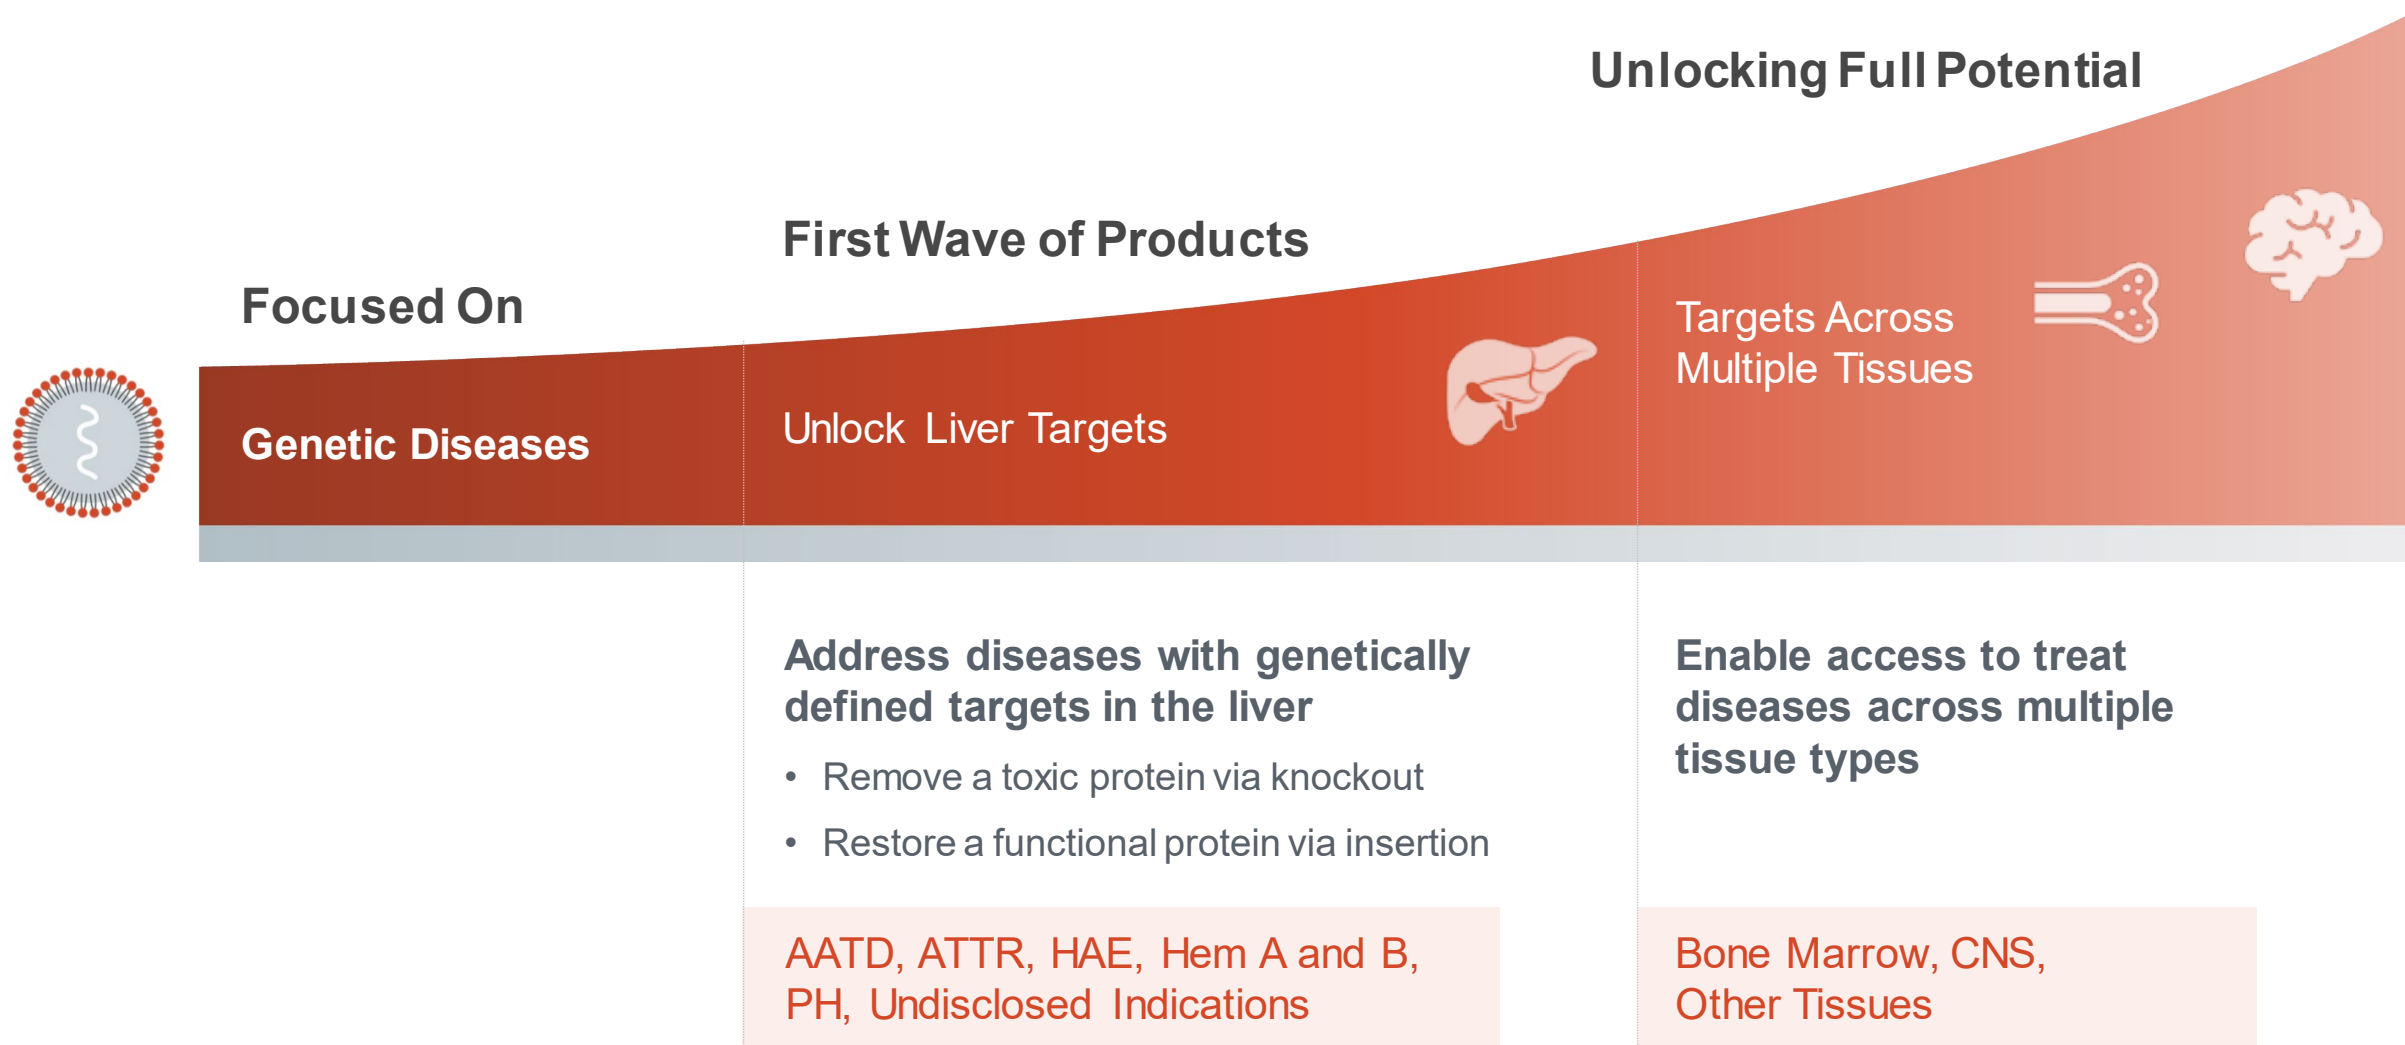 Focused On
Genetic Diseases
First Wave of Products
Unlock Liver Targets
Address diseases with genetically
defined targets in the liver
• Remove a toxic protein via knockout
• Restore a functional protein via insertion
AATD, ATTR, HAE, Hem A and B,
PH, Undisclosed Indications
Unlocking Full Potential
Targets Across
Multiple Tissues
Enable access to treat
diseases across multiple
tissue types
Bone Marrow, CNS,
Other Tissues